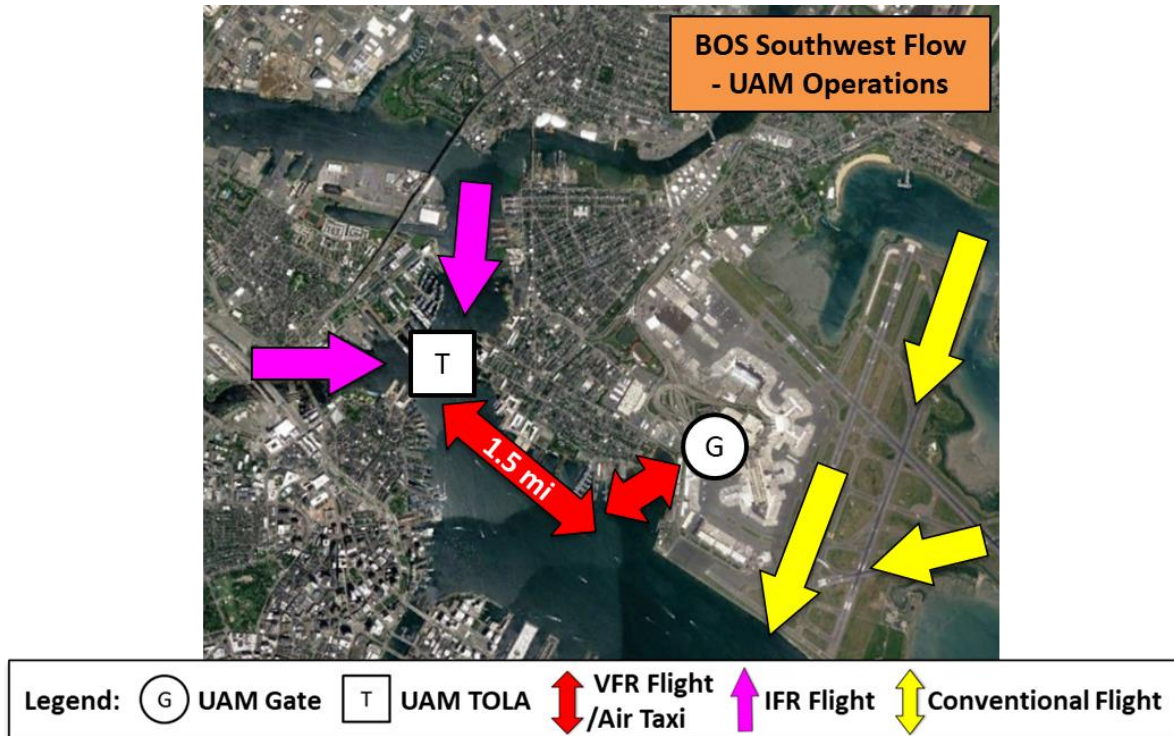 BOS Southwest Flow
- UAM Operations
T
G
1.5 mi
Legend: G UAM Gate T UAM TOLA VFR Flight /Air Taxi IFR Flight Conventional Flight